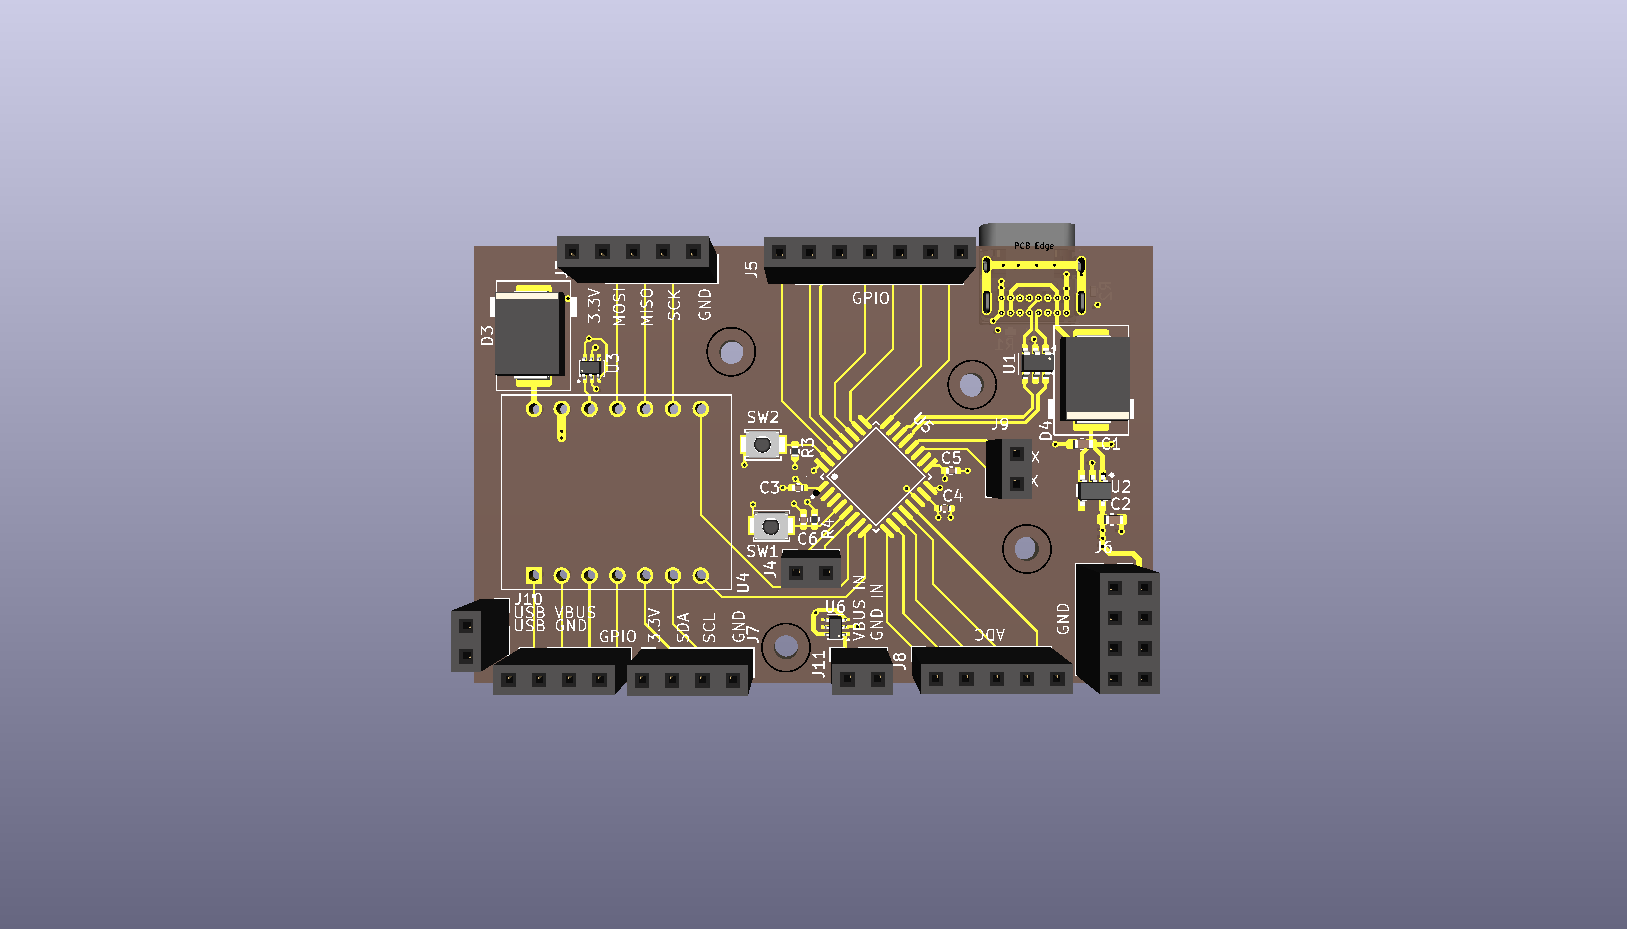 PCB Edge
J5
GPIO
3.3V
MOSI
MISO
SCK
GND
D3
U3
U1
D4
J9
X
X
C1
U2
C2
J6
SW2
R3
C3
C5
C4
R4
C6
SW1
J4
U4
J10
USB VBUS
USB GND
GPIO
3.3V
SDA
SCL
GND
J7
U6
VBUS IN
GND IN
J11
J8
ADC
GND